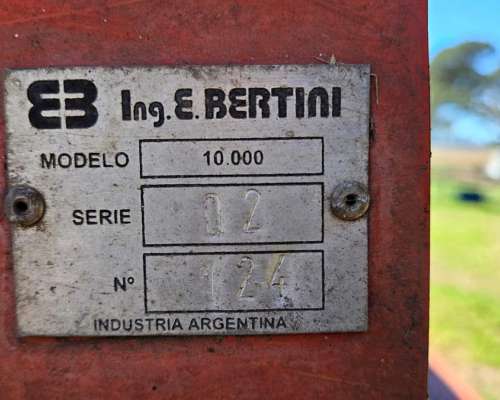 EB Ing. E. BERTINI
MODELO 10.000
SERIE 02
Nº 124
INDUSTRIA ARGENTINA